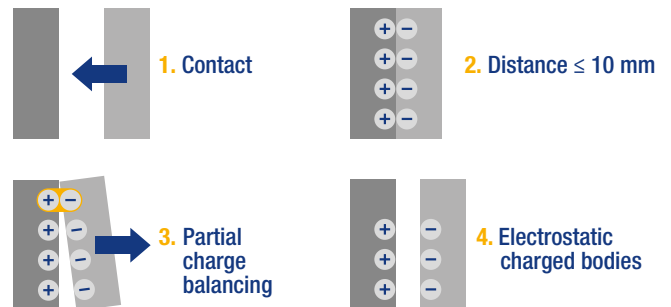 1. Contact
2. Distance ≤ 10 mm
3. Partial
charge
balancing
4. Electrostatic
charged bodies